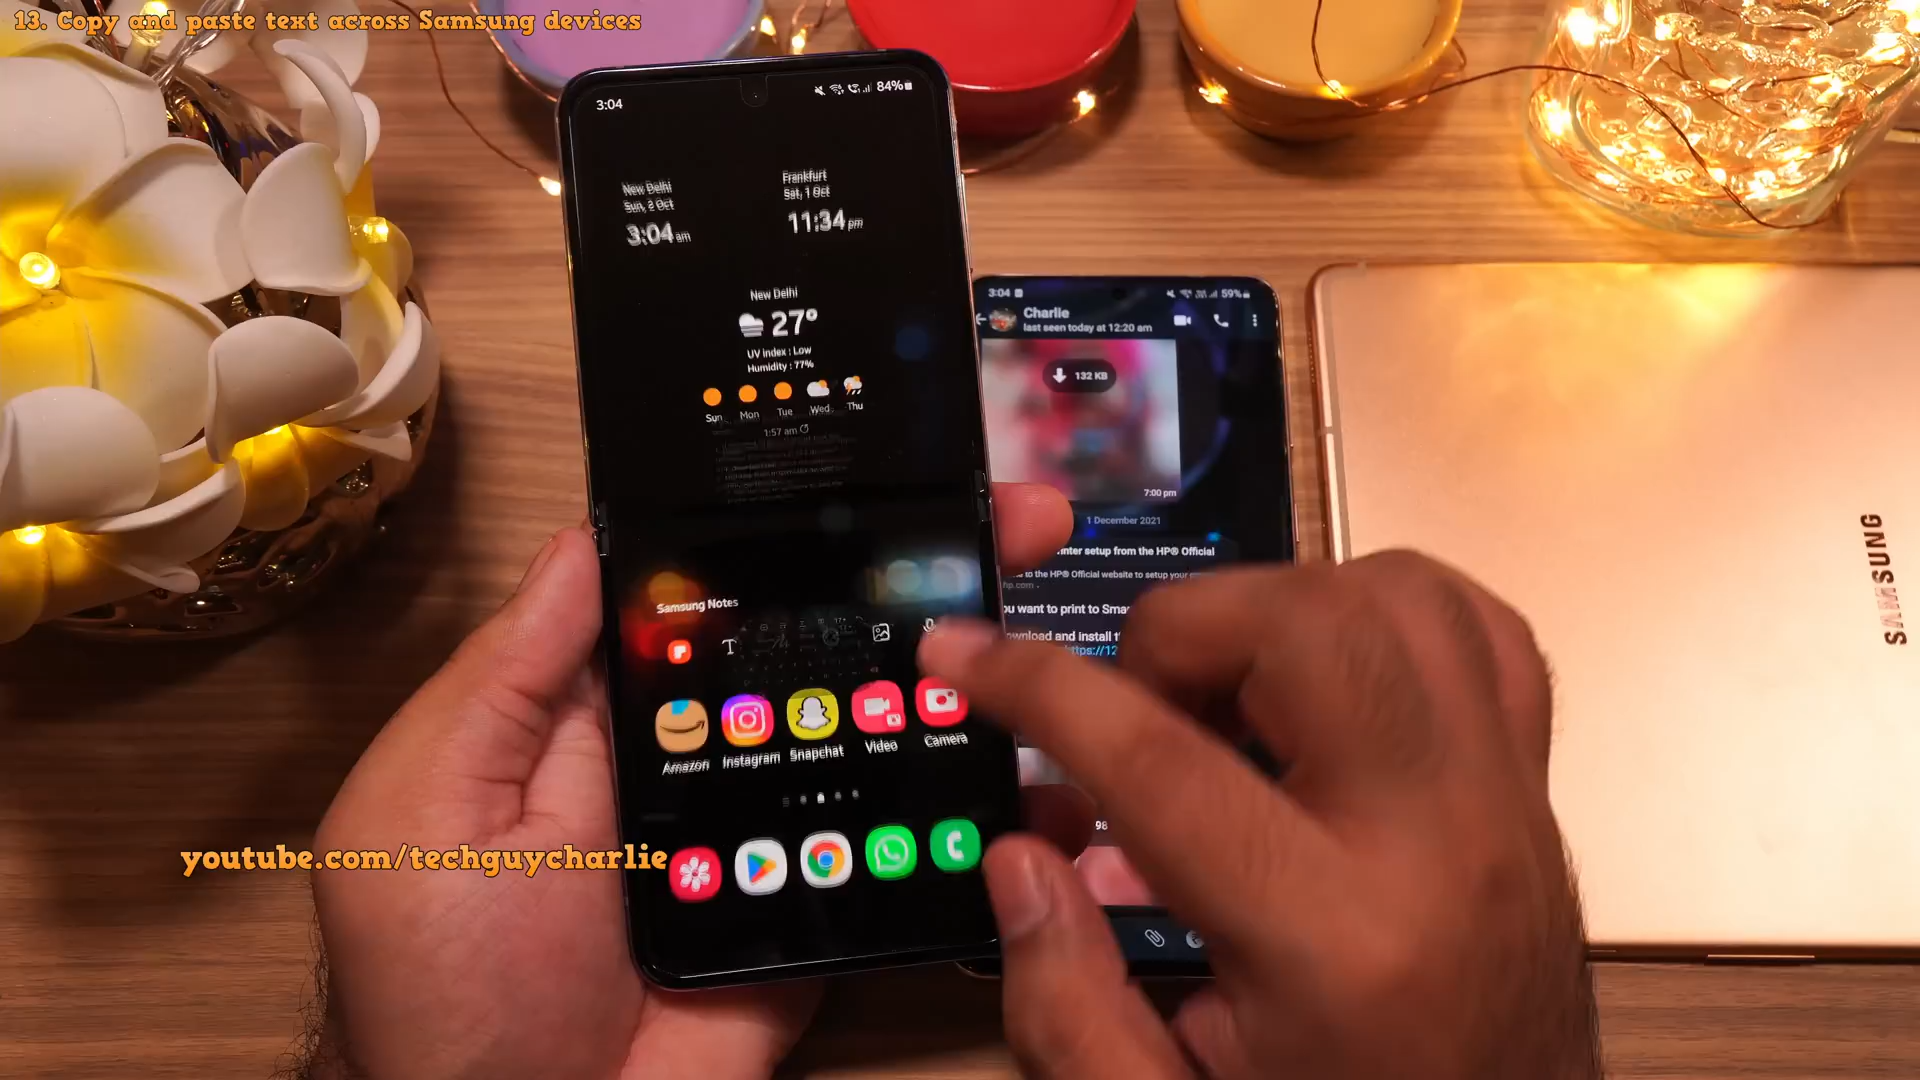 13. Copy and paste text across Samsung devices
3:04
84%
New Delhi
Sun, 2 Oct
3:04 am
Frankfurt
Sat, 1 Oct
11:34 pm
New Delhi
27°
UV index : Low
Humidity : 77%
Sun Mon Tue Wed Thu
1:57 am
Samsung Notes
T
Amazon Instagram Snapchat Video Camera
3:04
59%
Charlie
last seen today at 12:20 am
132 KB
7:00 pm
1 December 2021
inter setup from the HP® Official
to the HP® Official website to setup your
hp.com
ou want to print to Smar
ownload and install t
https://12
98
SAMSUNG
youtube.com/techguycharlie